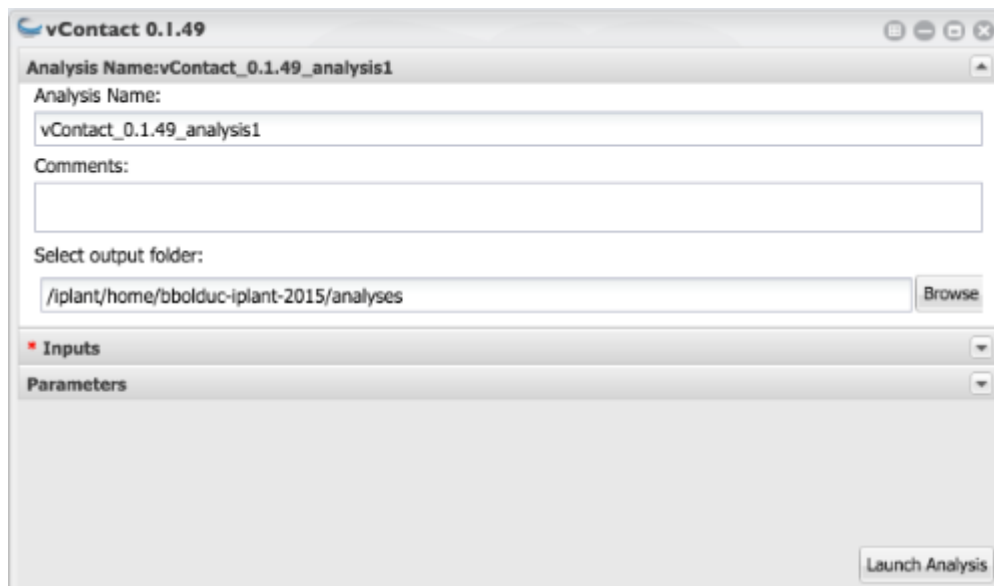 vContact 0.1.49
Analysis Name:vContact_0.1.49_analysis1
Analysis Name:
vContact_0.1.49_analysis1
Comments:
Select output folder:
/iplant/home/bbolduc-iplant-2015/analyses
Browse
* Inputs
Parameters
Launch Analysis